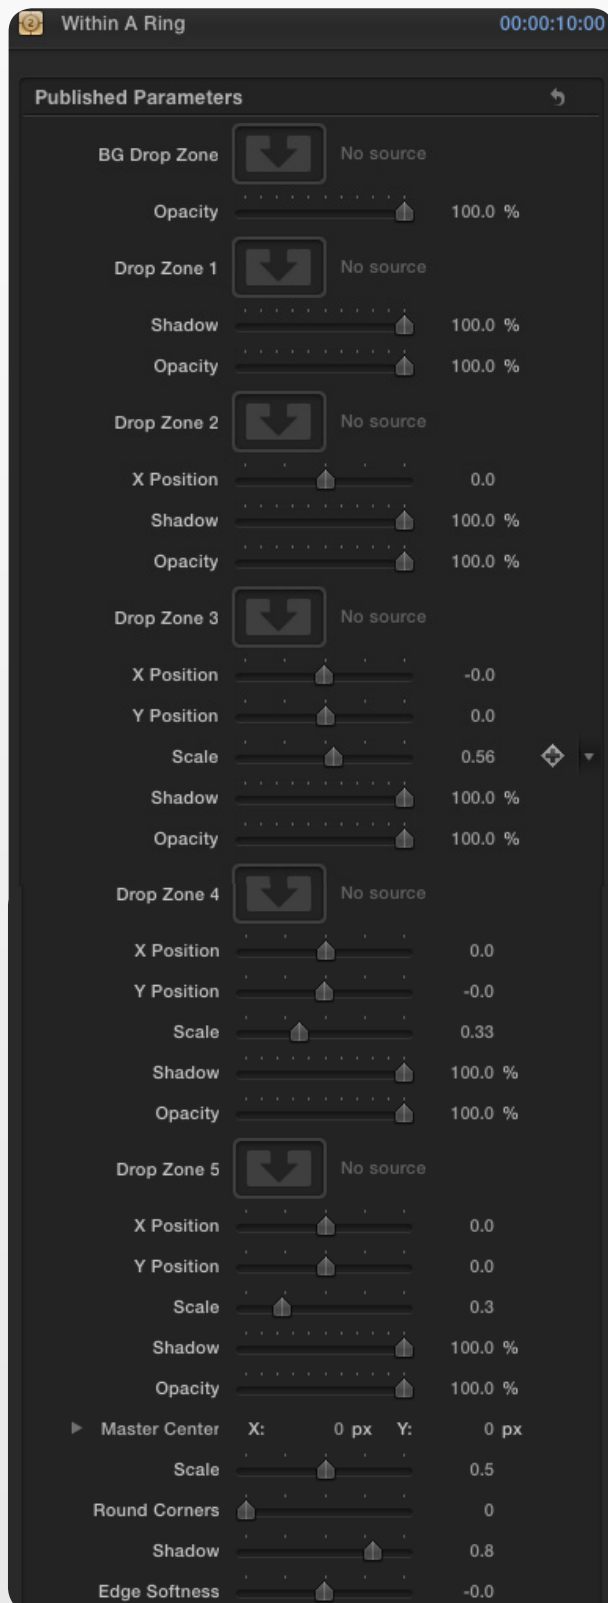 Within A Ring 00:00:10:00
Published Parameters
BG Drop Zone No source
Opacity 100.0 %
Drop Zone 1 No source
Shadow 100.0 %
Opacity 100.0 %
Drop Zone 2 No source
X Position 0.0
Shadow 100.0 %
Opacity 100.0 %
Drop Zone 3 No source
X Position -0.0
Y Position 0.0
Scale 0.56
Shadow 100.0 %
Opacity 100.0 %
Drop Zone 4 No source
X Position 0.0
Y Position -0.0
Scale 0.33
Shadow 100.0 %
Opacity 100.0 %
Drop Zone 5 No source
X Position 0.0
Y Position 0.0
Scale 0.3
Shadow 100.0 %
Opacity 100.0 %
Master Center X: 0 px Y: 0 px
Scale 0.5
Round Corners 0
Shadow 0.8
Edge Softness -0.0